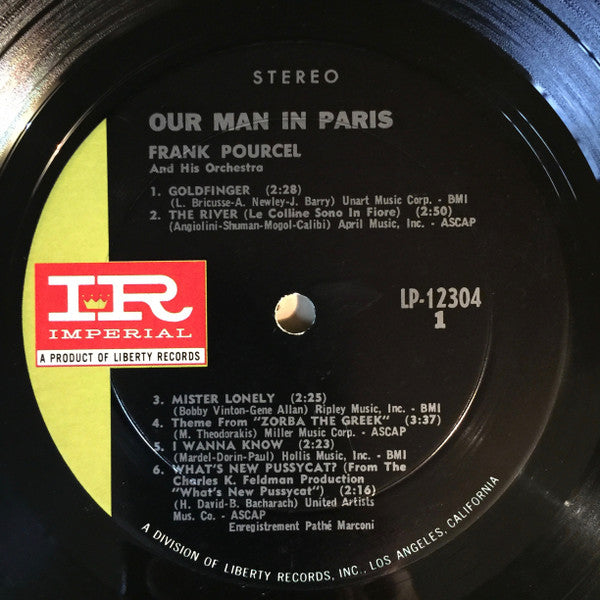 STEREO
OUR MAN IN PARIS
FRANK POURCEL
And His Orchestra
1. GOLDFINGER (2:28)
(L. Bricusse-A. Newley-J. Barry) Unart Music Corp. - BMI
2. THE RIVER (Le Colline Sono In Fiore) (2:50)
(Angiolini-Shuman-Mogol-Calibi) April Music, Inc. - ASCAP
IR
IMPERIAL
A PRODUCT OF LIBERTY RECORDS
LP-12304
1
3. MISTER LONELY (2:25)
(Bobby Vinton-Gene Allan) Ripley Music, Inc. - BMI
4. Theme From "ZORBA THE GREEK" (3:37)
(M. Theodorakis) Miller Music Corp. - ASCAP
5. I WANNA KNOW (2:23)
(Mardel-Dorin-Paul) Hollis Music, Inc. - BMI
6. WHAT'S NEW PUSSYCAT? (From The
Charles K. Feldman Production
"What's New Pussycat") (2:16)
(H. David-B. Bacharach) United Artists
Mus. Co. - ASCAP
Enregistrement Pathé Marconi
A DIVISION OF LIBERTY RECORDS, INC., LOS ANGELES, CALIFORNIA